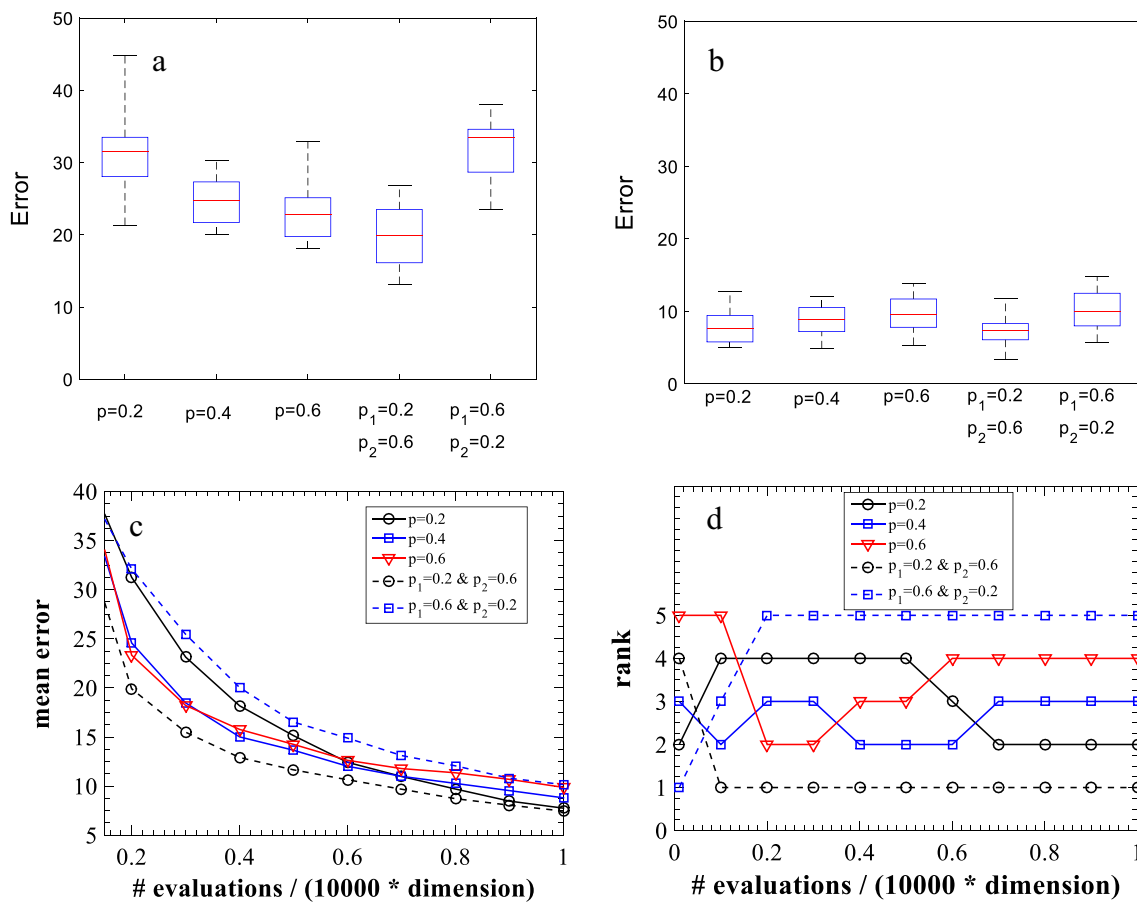 a
50
40
30
20
10
0
Error
p=0.2 p=0.4 p=0.6 p1=0.2 p1=0.6
p2=0.6 p2=0.2
b
50
40
30
20
10
0
Error
p=0.2 p=0.4 p=0.6 p1=0.2 p1=0.6
p2=0.6 p2=0.2
c
40
35
30
25
20
15
10
5
mean error
p=0.2
p=0.4
p=0.6
p1=0.2 & p2=0.6
p1=0.6 & p2=0.2
0.2 0.4 0.6 0.8 1
# evaluations / (10000 * dimension)
d
5
4
3
2
1
0
rank
p=0.2
p=0.4
p=0.6
p1=0.2 & p2=0.6
p1=0.6 & p2=0.2
0 0.2 0.4 0.6 0.8 1
# evaluations / (10000 * dimension)